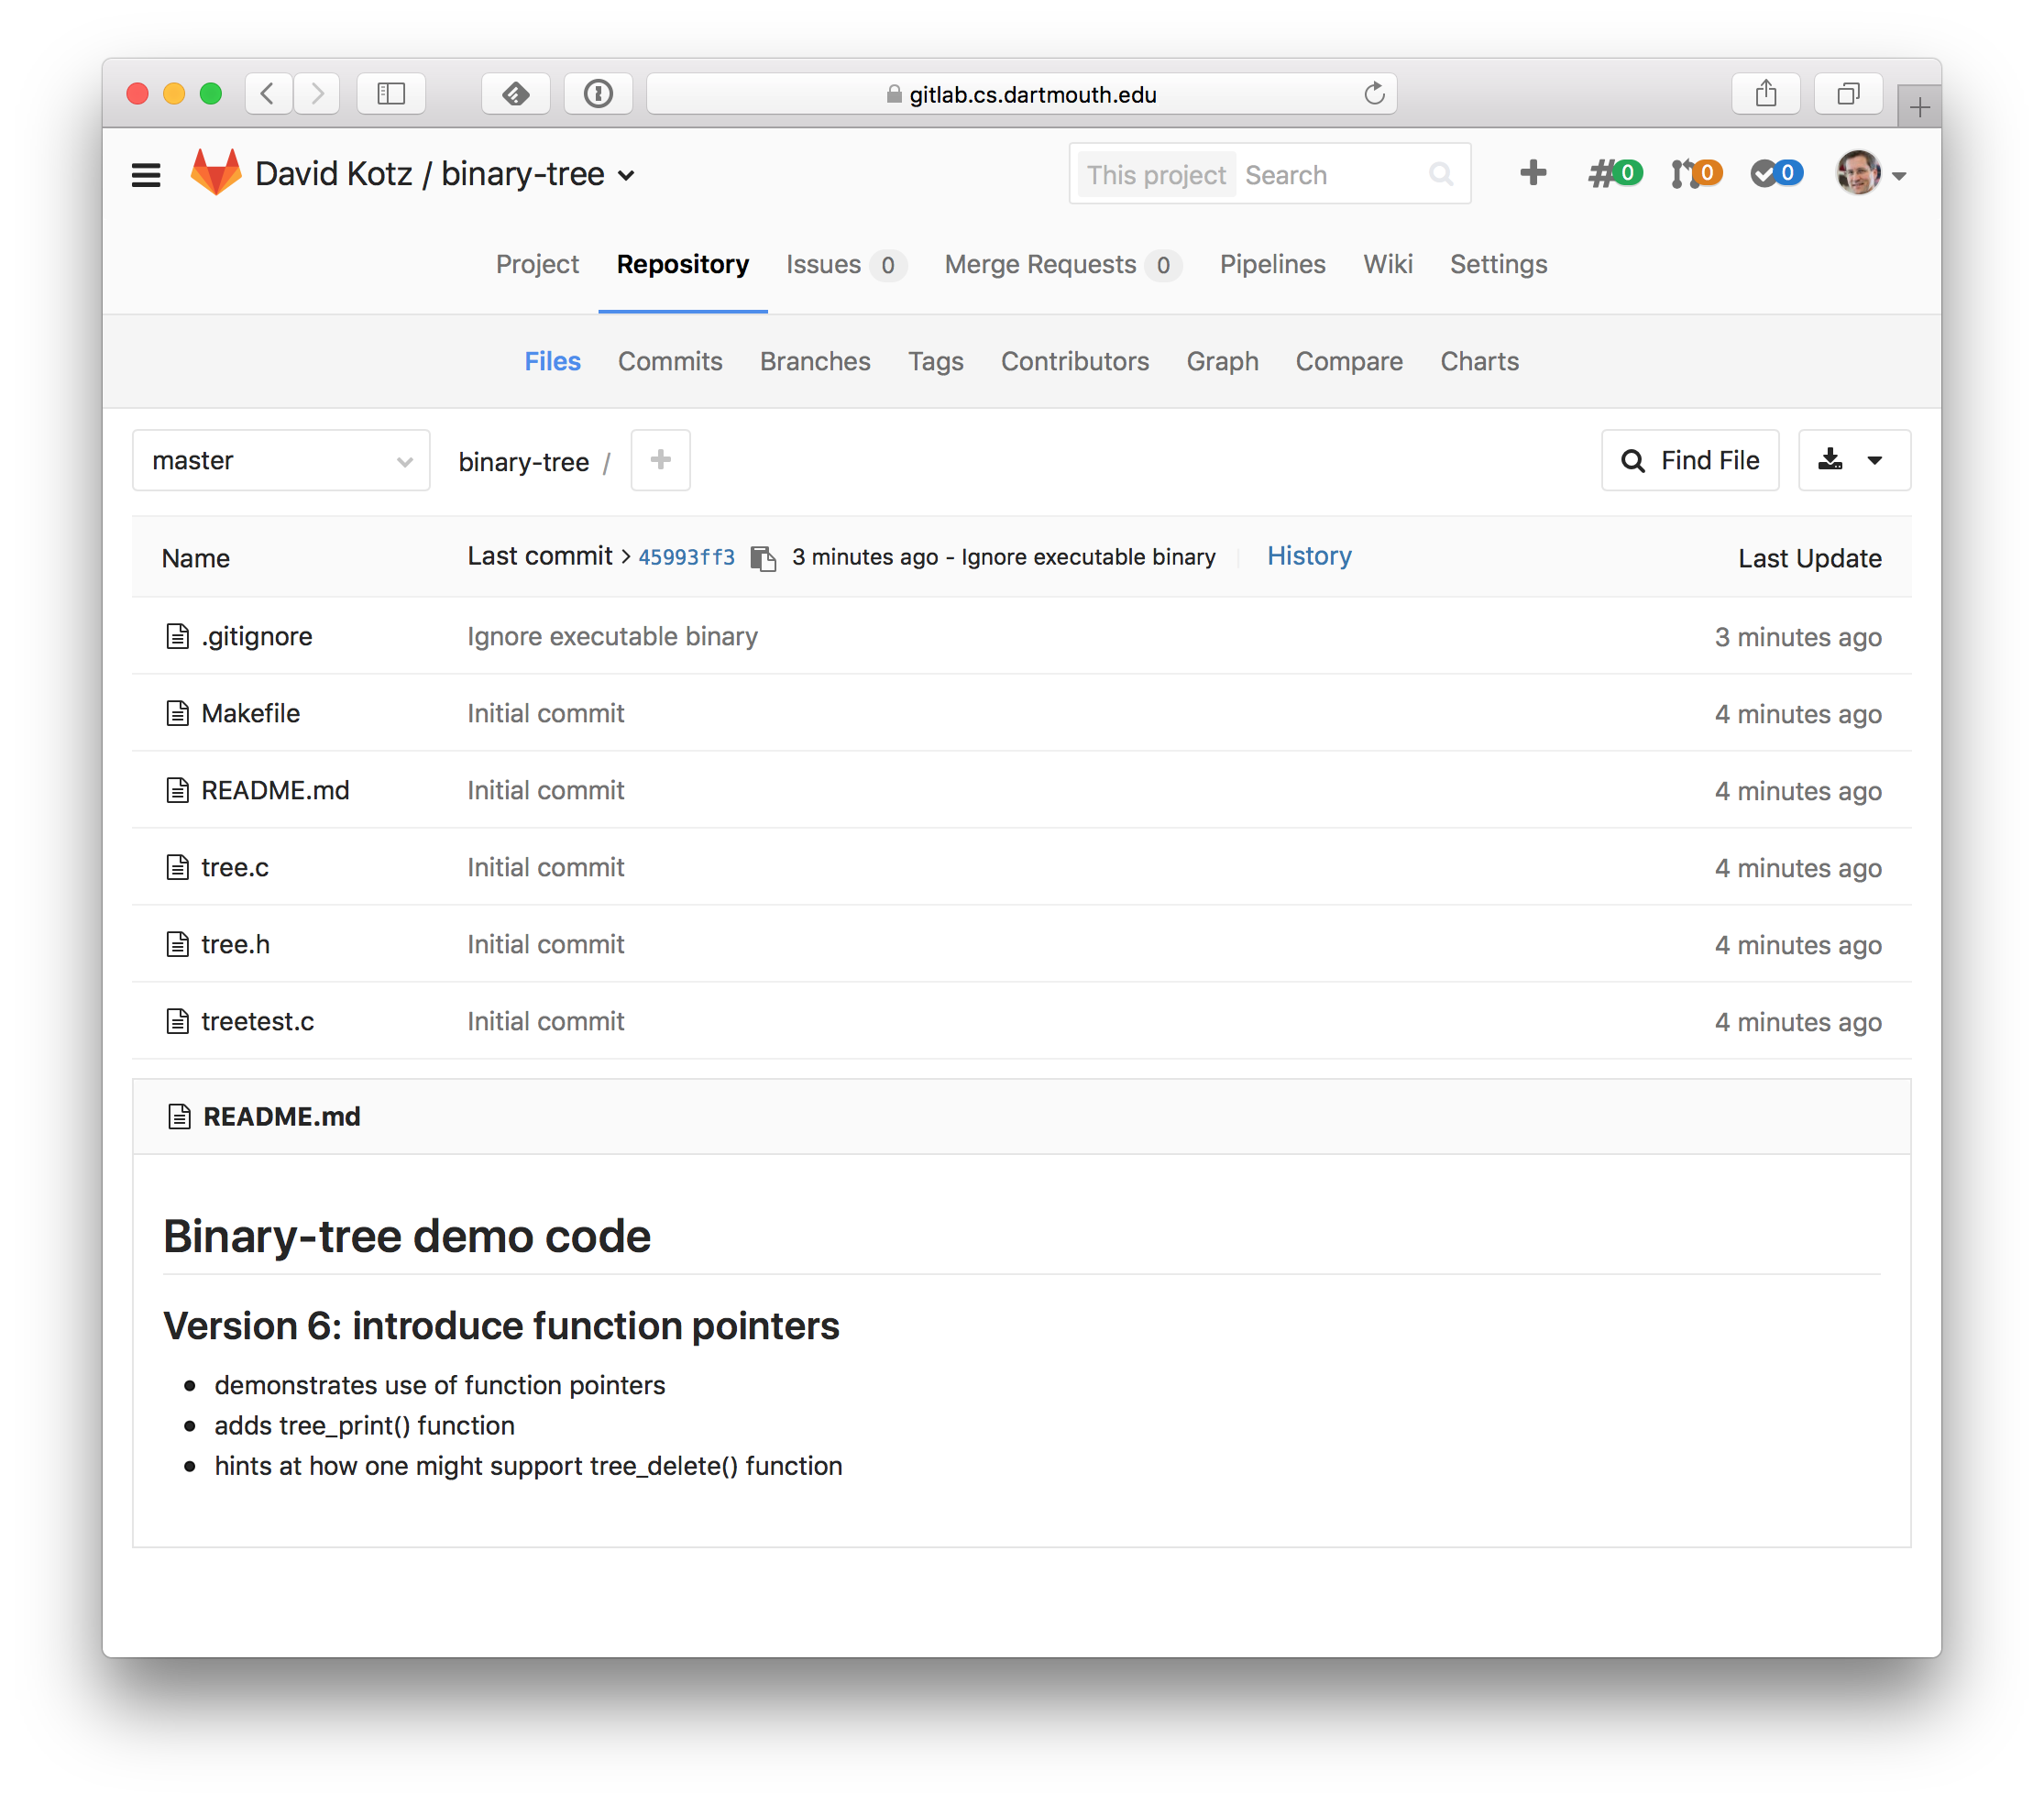 gitlab.cs.dartmouth.edu
David Kotz / binary-tree
This project Search
0 0 0
Project Repository Issues 0 Merge Requests 0 Pipelines Wiki Settings
Files Commits Branches Tags Contributors Graph Compare Charts
master binary-tree / + Find File
Name Last commit > 45993ff3 3 minutes ago - Ignore executable binary History Last Update
.gitignore Ignore executable binary 3 minutes ago
Makefile Initial commit 4 minutes ago
README.md Initial commit 4 minutes ago
tree.c Initial commit 4 minutes ago
tree.h Initial commit 4 minutes ago
treetest.c Initial commit 4 minutes ago
README.md
Binary-tree demo code
Version 6: introduce function pointers
• demonstrates use of function pointers
• adds tree_print() function
• hints at how one might support tree_delete() function